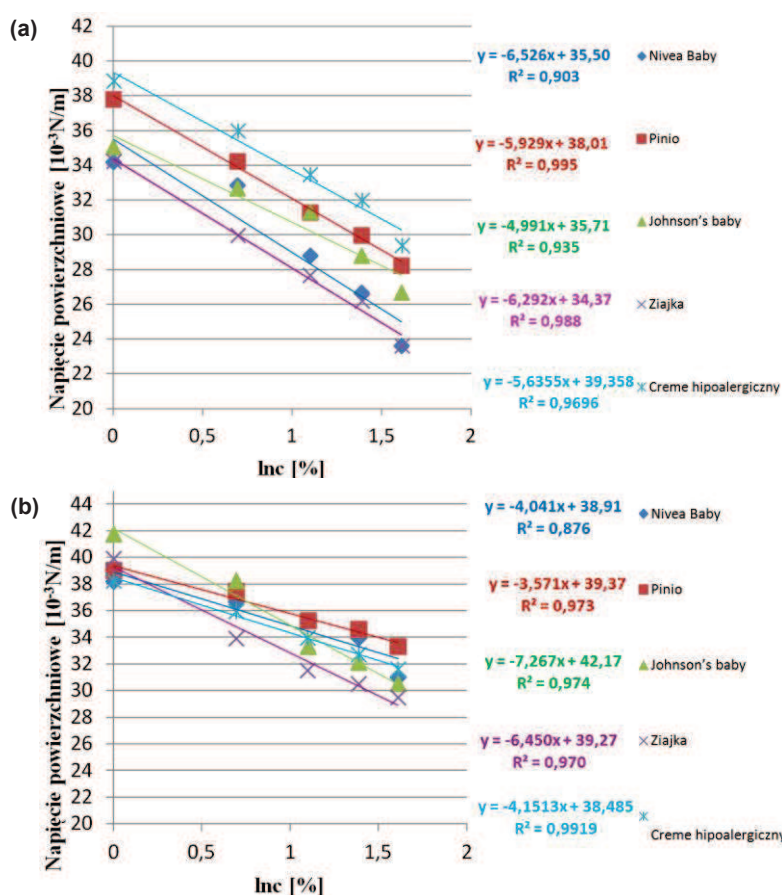 (a)
Napięcie powierzchniowe [10⁻³N/m]
42
40
38
36
34
32
30
28
26
24
22
20
0 0,5 1 1,5 2
lnc [%]
y = -6,526x + 35,50
R² = 0,903
Nivea Baby
y = -5,929x + 38,01
R² = 0,995
Pinio
y = -4,991x + 35,71
R² = 0,935
Johnson's baby
y = -6,292x + 34,37
R² = 0,988
Ziajka
y = -5,6355x + 39,358
R² = 0,9696
Creme hipoalergiczny
(b)
Napięcie powierzchniowe [10⁻³N/m]
44
42
40
38
36
34
32
30
28
26
24
22
20
0 0,5 1 1,5 2
lnc [%]
y = -4,041x + 38,91
R² = 0,876
Nivea Baby
y = -3,571x + 39,37
R² = 0,973
Pinio
y = -7,267x + 42,17
R² = 0,974
Johnson's baby
y = -6,450x + 39,27
R² = 0,970
Ziajka
y = -4,1513x + 38,485
R² = 0,9919
Creme hipoalergiczny